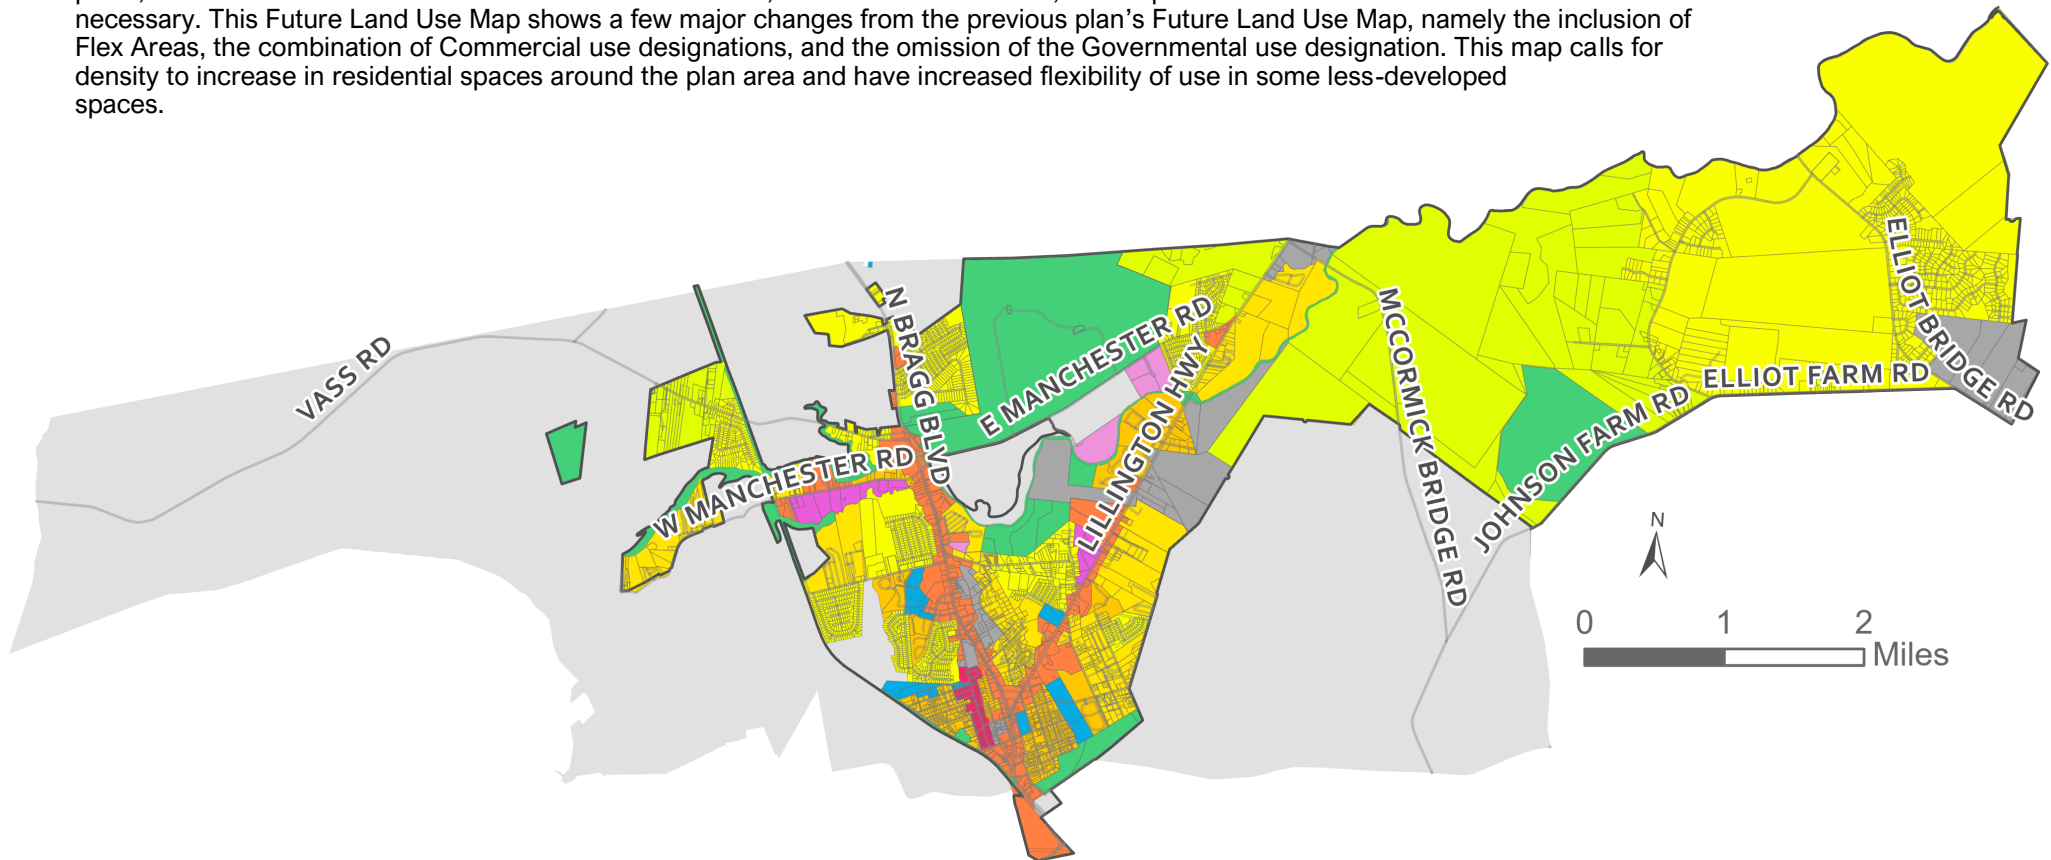 necessary. This Future Land Use Map shows a few major changes from the previous plan's Future Land Use Map, namely the inclusion of
Flex Areas, the combination of Commercial use designations, and the omission of the Governmental use designation. This map calls for
density to increase in residential spaces around the plan area and have increased flexibility of use in some less-developed
spaces.
VASS RD
N BRAGG BLVD
E MANCHESTER RD
W MANCHESTER RD
LILLINGTON HWY
MCCORMICK BRIDGE RD
JOHNSON FARM RD
ELLIOT FARM RD
ELIOT BRIDGE RD
N
0 1 2
Miles